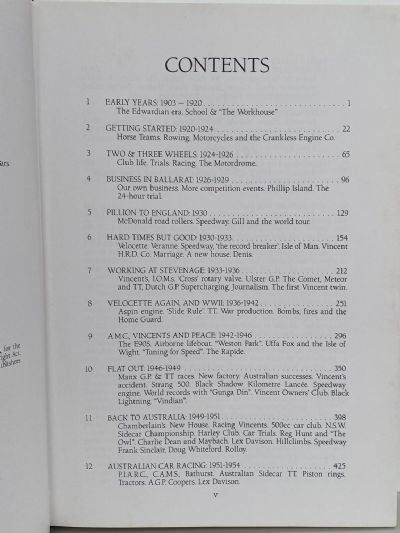 CONTENTS
1 EARLY YEARS: 1903 – 1920 1
The Edwardian era. School & "The Workhouse"
2 GETTING STARTED: 1920-1924 22
Horse Teams. Rowing, Motorcycles and the Crankless Engine Co.
3 TWO & THREE WHEELS: 1924-1926 65
Club life. Trials. Racing. The Motordrome.
4 BUSINESS IN BALLARAT: 1926-1929 96
Our own business. More competition events. Phillip Island. The
24-hour trial.
5 PILLION TO ENGLAND: 1930 129
McDonald road rollers. Speedway. Gill and the world tour.
6 HARD TIMES BUT GOOD: 1930-1933 154
Velocette. Veranne Speedway, 'the record breaker'. Isle of Man. Vincent
H.R.D. Co. Marriage. A new house. Denis.
7 WORKING AT STEVENAGE: 1933-1936 212
Vincent's, I.O.M.s. 'Cross' rotary valve. Ulster G.P. The Comet, Meteor
and TT, Dutch G.P. Supercharging. Journalism. The first Vincent twin.
8 VELOCETTE AGAIN, AND WWII: 1936-1942 251
Aspin engine. 'Slide Rule'. TT. War production. Bombs, fires and the
Home Guard.
9 A.M.C., VINCENTS AND PEACE: 1942-1946 296
The E90S. Airborne lifeboat. "Weston Park". Uffa Fox and the Isle of
Wight. "Toning for Speed". The Rapide.
10 FLAT OUT: 1946-1949 350
Manx G.P. & TT races. New factory. Australian successes. Vincent's
accident. Strang 500. Black Shadow. Kilometre Lancée. Speedway
engine. World records with "Gunga Din". Vincent Owners' Club. Black
Lightning. "Vindian".
11 BACK TO AUSTRALIA: 1949-1951 398
Chamberlain's. New House. Racing Vincents. 500cc car club. N.S.W.
Sidecar Championship. Harley Club. Car Trials. Reg Hunt and "The
Owl". Charlie Dean and Maybach. Lex Davison. Hillclimbs. Speedway
Frank Sinclair. Doug Whiteford. Rolloy.
12 AUSTRALIAN CAR RACING: 1951-1954 425
P.I.A.R.C., C.A.M.S., Bathurst. Australian Sidecar TT. Piston rings.
Tractors. A.G.P. Coopers. Lex Davison.
v
for the